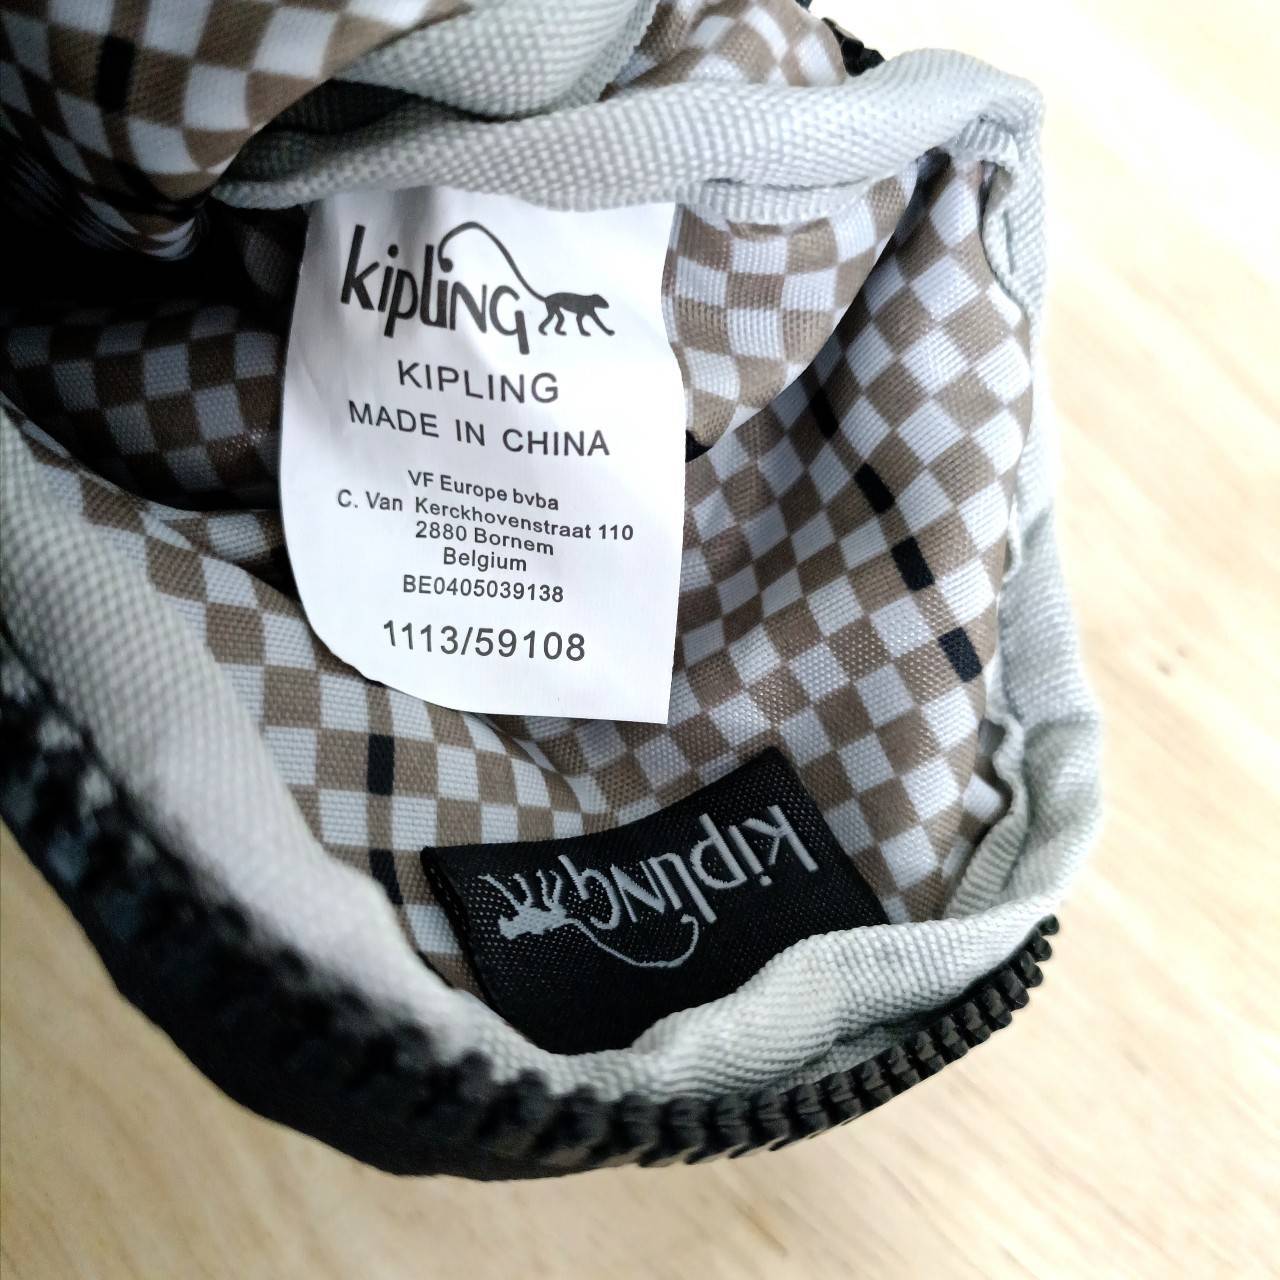 kipling
KIPLING
MADE IN CHINA
VF Europe bvba
C. Van Kerckhovenstraat 110
2880 Bornem
Belgium
BE0405039138
1113/59108
kipling